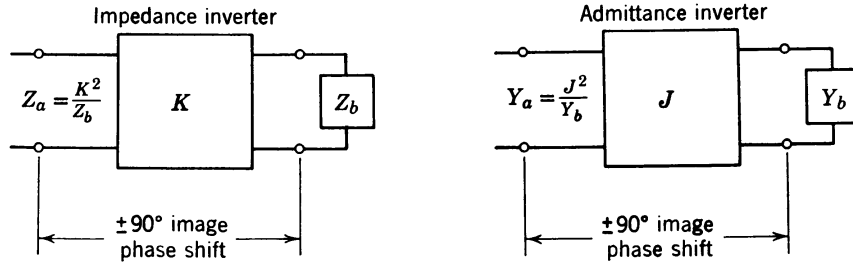 Impedance inverter
Z_a = K^2/Z_b
K
Z_b
±90° image
phase shift
Admittance inverter
Y_a = J^2/Y_b
J
Y_b
±90° image
phase shift